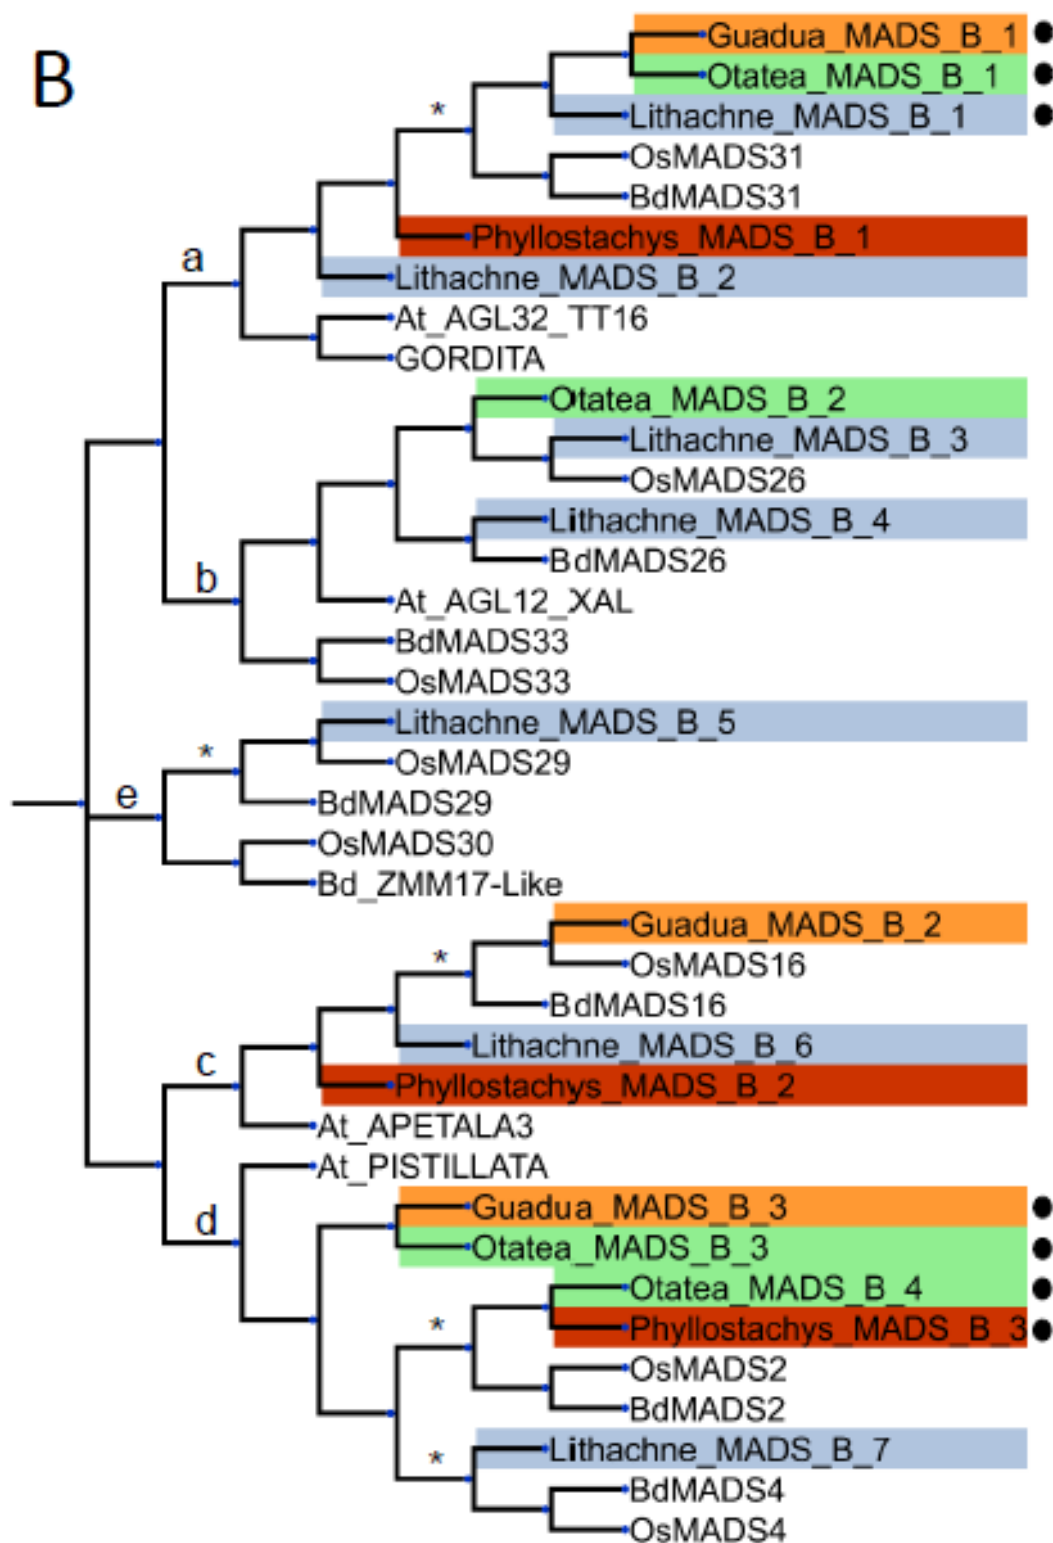 B
Guadua_MADS_B_1
Otatea_MADS_B_1
*
Lithachne_MADS_B_1
OsMADS31
BdMADS31
Phyllostachys_MADS_B_1
a
Lithachne_MADS_B_2
At_AGL32_TT16
GORDITA
Otatea_MADS_B_2
Lithachne_MADS_B_3
OsMADS26
Lithachne_MADS_B_4
BdMADS26
b
At_AGL12_XAL
BdMADS33
OsMADS33
Lithachne_MADS_B_5
*
OsMADS29
e
BdMADS29
OsMADS30
Bd_ZMM17-Like
Guadua_MADS_B_2
*
OsMADS16
BdMADS16
Lithachne_MADS_B_6
c
Phyllostachys_MADS_B_2
At_APETALA3
At_PISTILLATA
Guadua_MADS_B_3
d
Otatea_MADS_B_3
Otatea_MADS_B_4
*
Phyllostachys_MADS_B_3
OsMADS2
BdMADS2
*
Lithachne_MADS_B_7
BdMADS4
OsMADS4